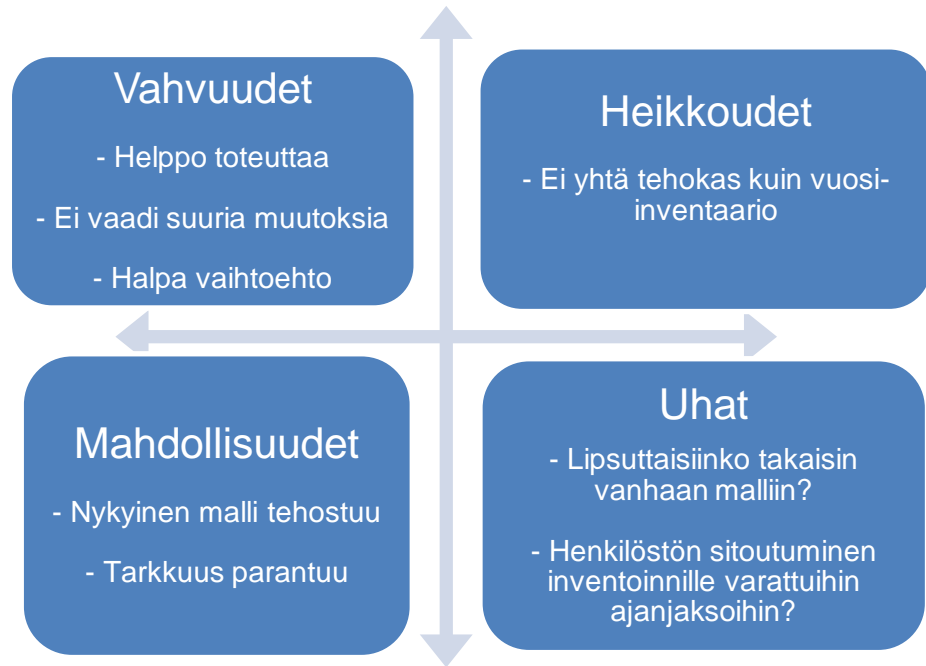 Vahvuudet
- Helppo toteuttaa
- Ei vaadi suuria muutoksia
- Halpa vaihtoehto
Heikkoudet
- Ei yhtä tehokas kuin vuosi-
inventaario
Mahdollisuudet
- Nykyinen malli tehostuu
- Tarkkuus parantuu
Uhat
- Lipsuttaisiinko takaisin
vanhaan malliin?
- Henkilöstön sitoutuminen
inventoinnille varattuihin
ajanjaksoihin?